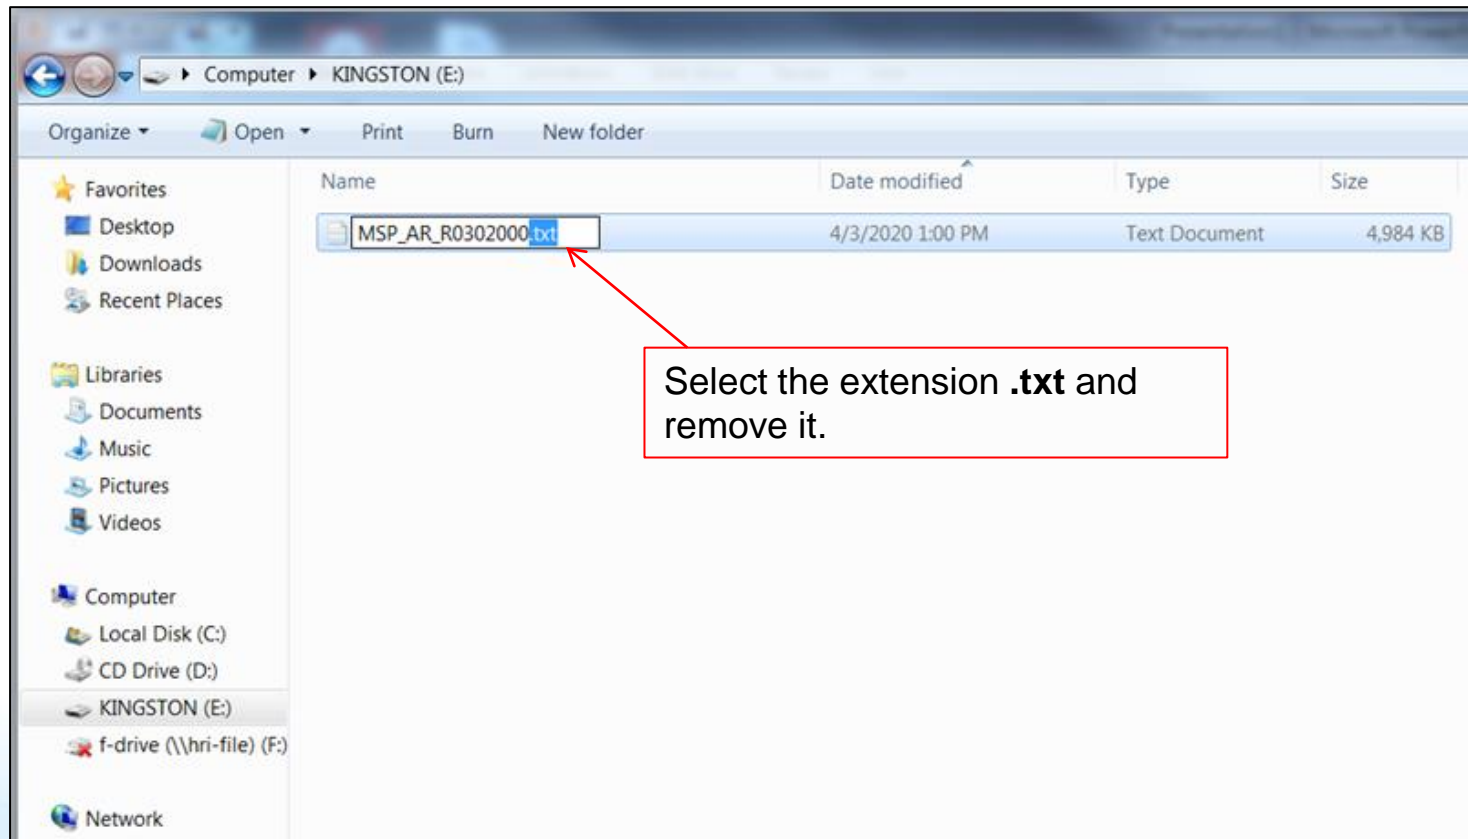 Computer ▸ KINGSTON (E:)
Organize Open Print Burn New folder
Name Date modified Type Size
MSP_AR_R0302000.txt 4/3/2020 1:00 PM Text Document 4,984 KB
Favorites
Desktop
Downloads
Recent Places
Libraries
Documents
Music
Pictures
Videos
Computer
Local Disk (C:)
CD Drive (D:)
KINGSTON (E:)
f-drive (\\hri-file) (F:)
Network
Select the extension .txt and
remove it.